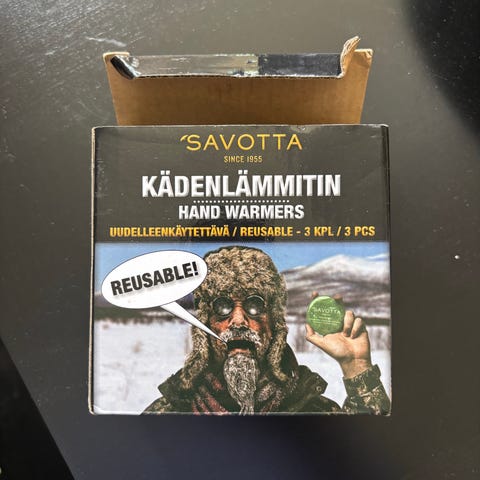 SAVOTTA
SINCE 1955
KÄDENLÄMMITIN
HAND WARMERS
UUDELLEENKÄYTETTÄVÄ / REUSABLE - 3 KPL / 3 PCS
REUSABLE!
SAVOTTA